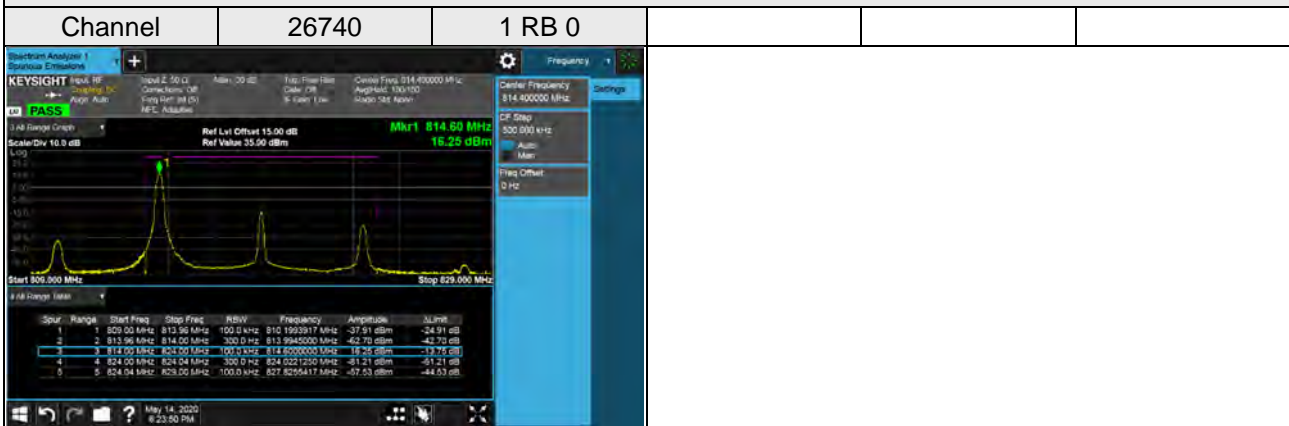 Channel 26740 1 RB 0
Spectrum Analyzer 1
Spurious Emissions
+
Frequency
KEYSIGHT Input: RF
Coupling: DC
Align: Auto
Input Z: 50 Ω
Corrections: Off
Freq Ref: Int (S)
NFE: Adaptive
Atten: 30 dB
Trig: Free Run
Gate: Off
IF Gain: Low
Center Freq: 814.400000 MHz
Avg|Hold: 100/100
Radio Std: None
PASS
Center Frequency
814.400000 MHz
Settings
CF Step
500.000 kHz
Auto
Man
Freq Offset
0 Hz
3 All Range Graph
Scale/Div 10.0 dB
Ref Lvl Offset 15.00 dB
Ref Value 35.00 dBm
Mkr1 814.60 MHz
16.25 dBm
Log
1
Stop 829.000 MHz
Spur Range Start Freq Stop Freq RBW Frequency Amplitude ΔLimit
1 1 809.00 MHz 813.96 MHz 100.0 kHz 810.1993917 MHz -37.91 dBm -24.91 dB
2 2 813.96 MHz 814.00 MHz 300.0 Hz 813.9945000 MHz -62.70 dBm -42.70 dB
3 3 814.00 MHz 824.00 MHz 100.0 kHz 814.6000000 MHz 16.25 dBm -13.75 dB
4 4 824.00 MHz 824.04 MHz 300.0 Hz 824.0221250 MHz -81.21 dBm -61.21 dB
5 5 824.04 MHz 829.00 MHz 100.0 kHz 827.8255417 MHz -57.53 dBm -44.53 dB
?
May 14, 2020
8:23:50 PM